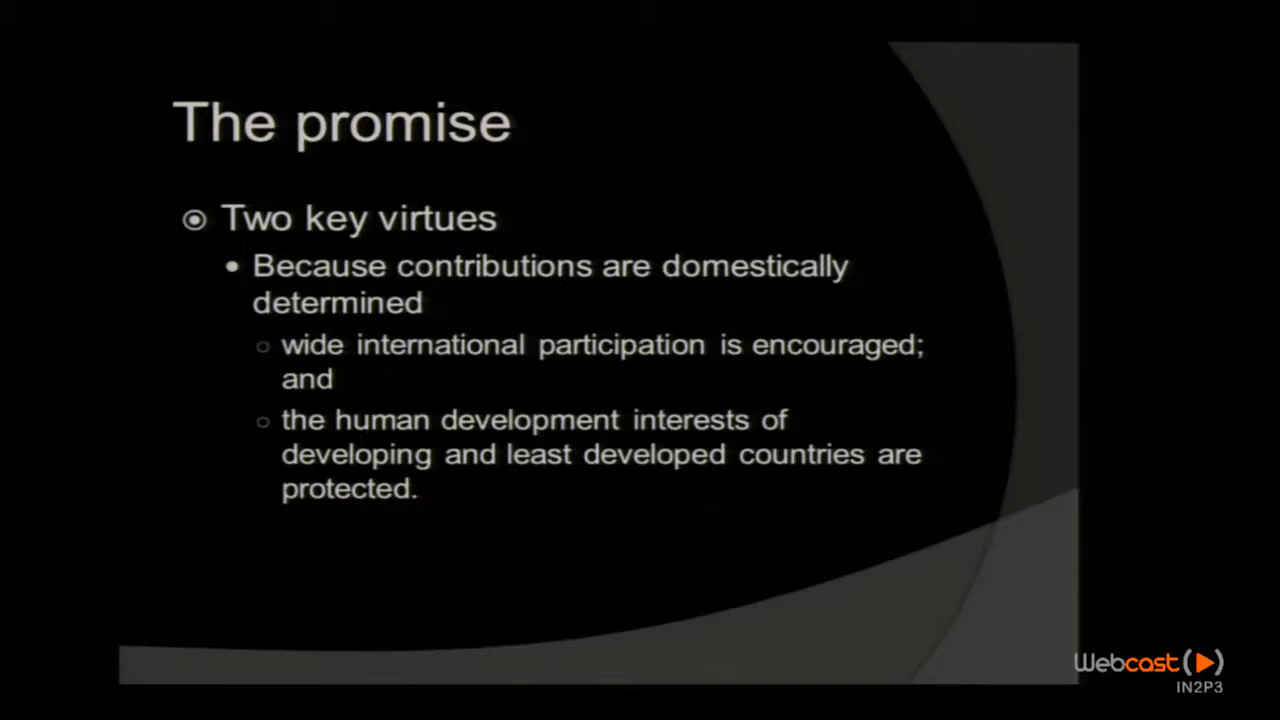 The promise
Two key virtues
Because contributions are domestically
determined
wide international participation is encouraged;
and
the human development interests of
developing and least developed countries are
protected.
Webcast
IN2P3